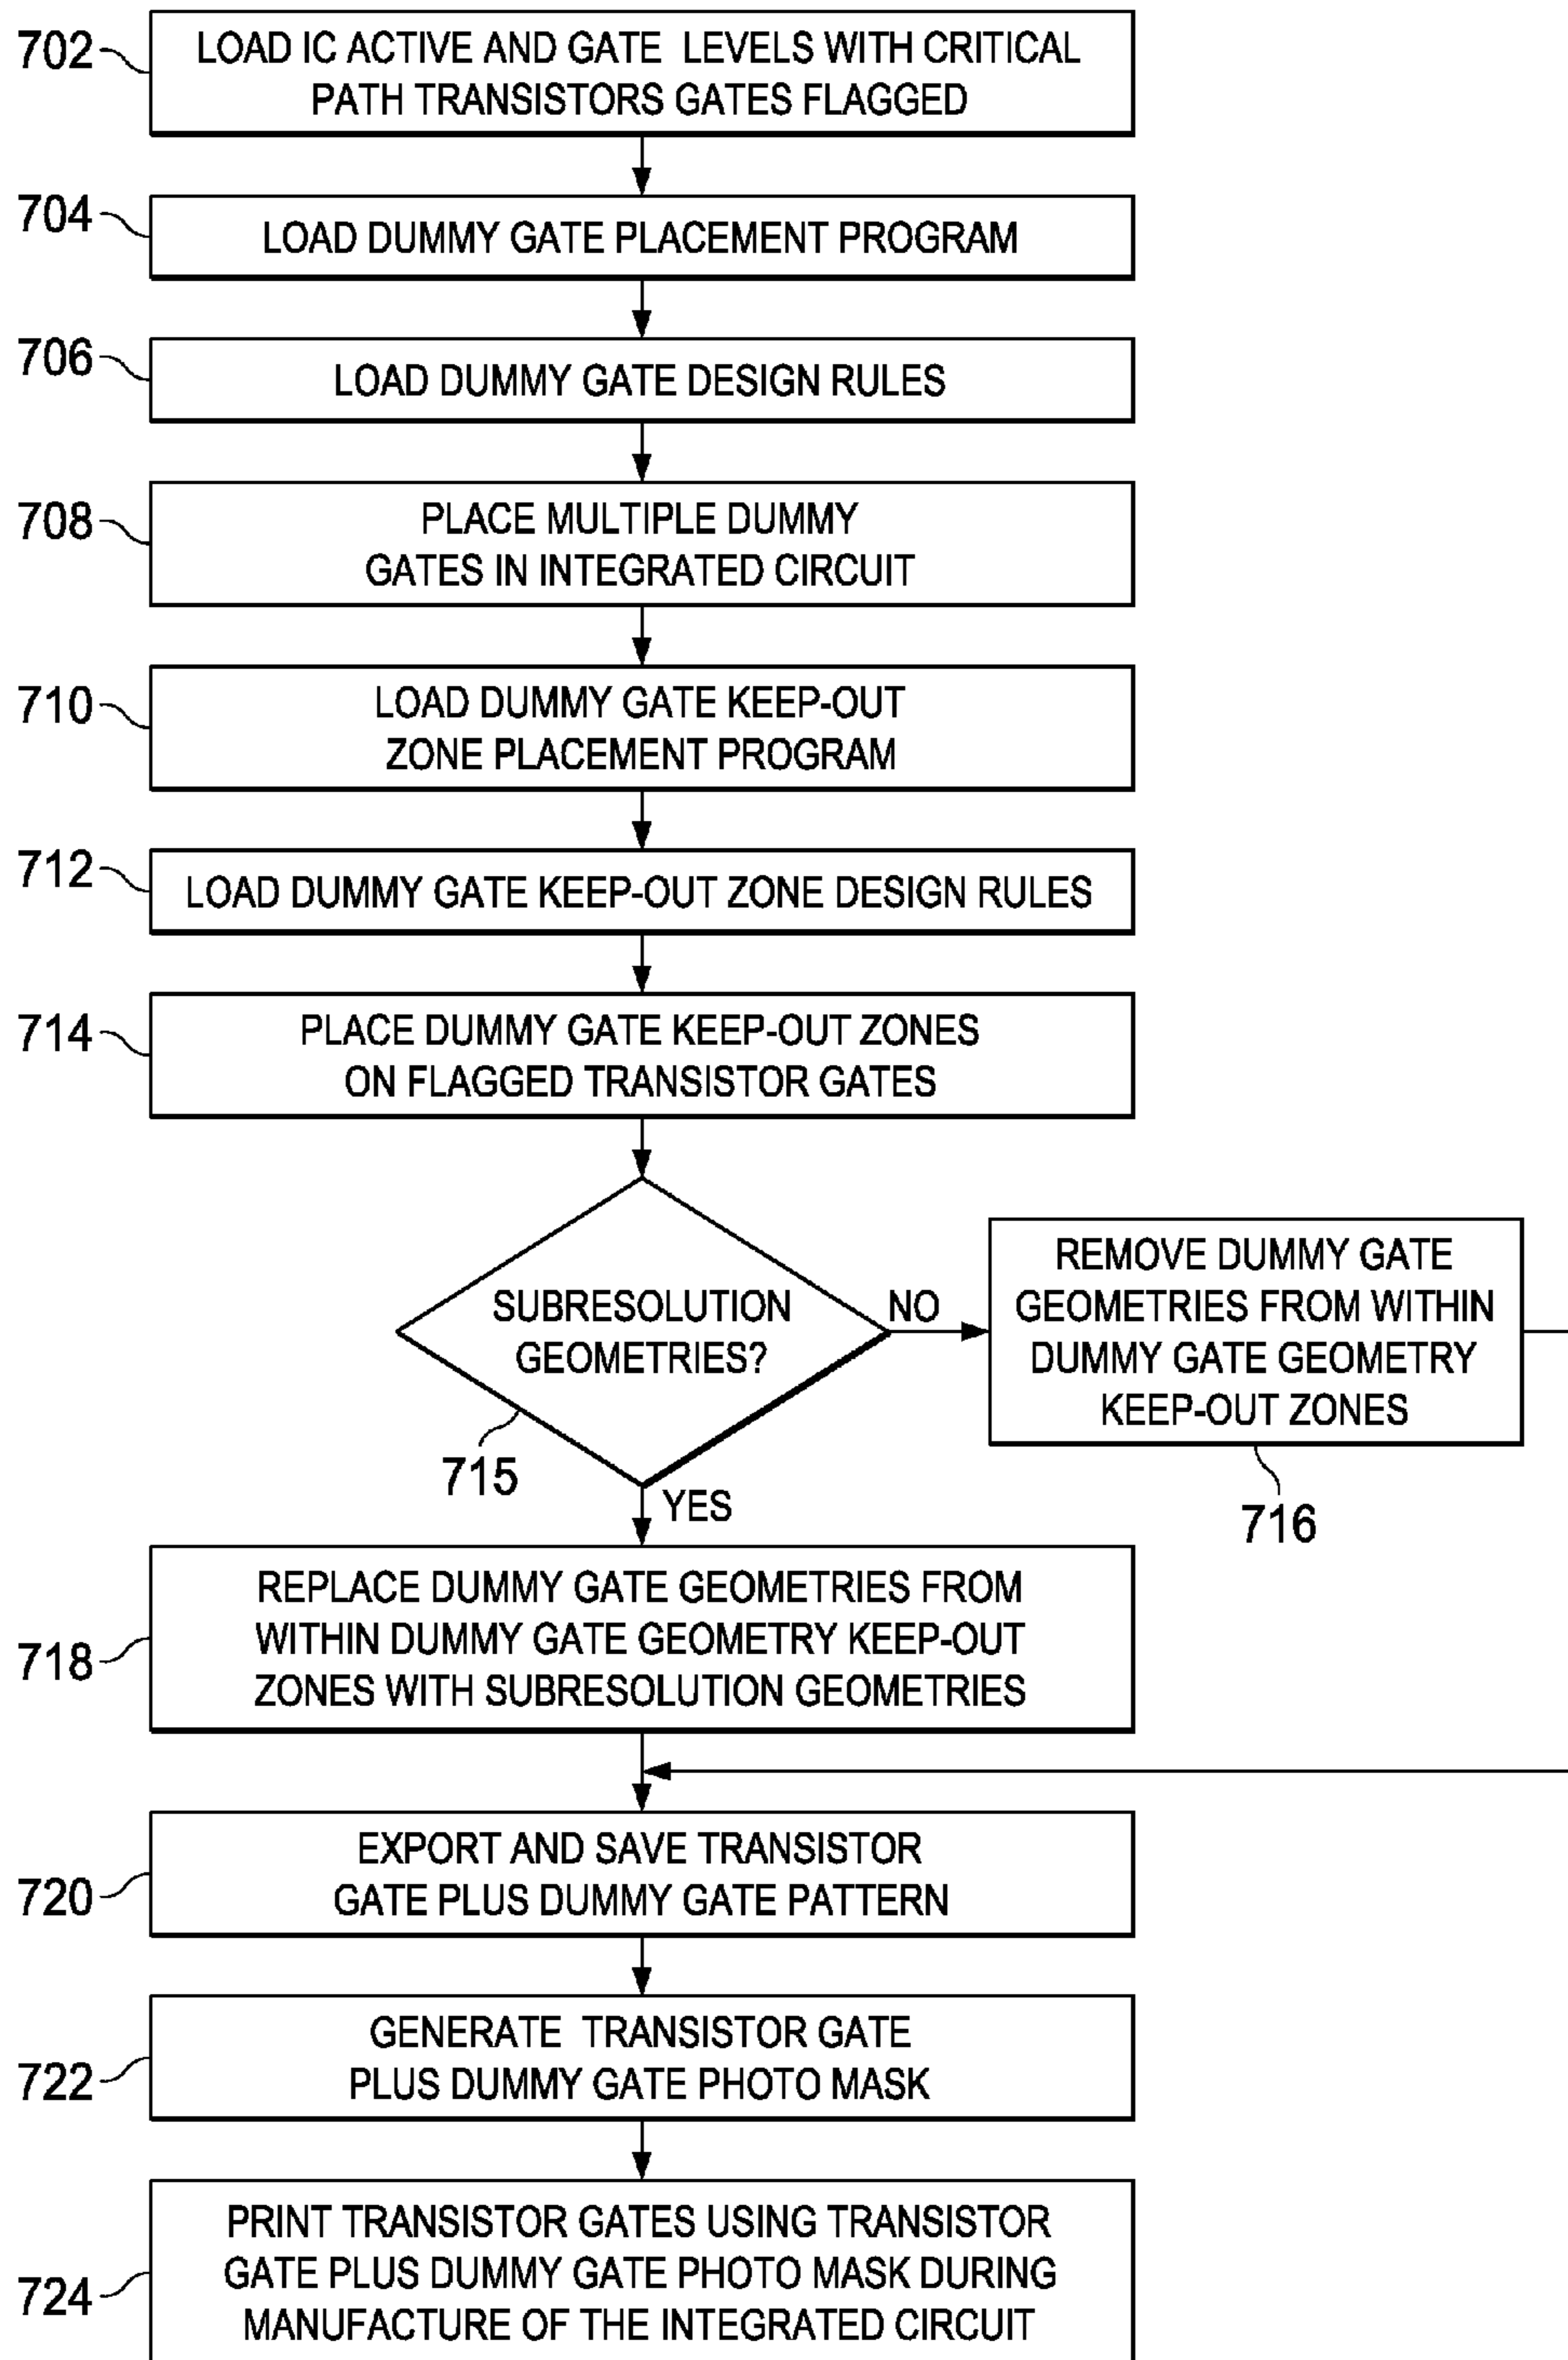 702
LOAD IC ACTIVE AND GATE LEVELS WITH CRITICAL
PATH TRANSISTORS GATES FLAGGED
704
LOAD DUMMY GATE PLACEMENT PROGRAM
706
LOAD DUMMY GATE DESIGN RULES
708
PLACE MULTIPLE DUMMY
GATES IN INTEGRATED CIRCUIT
710
LOAD DUMMY GATE KEEP-OUT
ZONE PLACEMENT PROGRAM
712
LOAD DUMMY GATE KEEP-OUT ZONE DESIGN RULES
714
PLACE DUMMY GATE KEEP-OUT ZONES
ON FLAGGED TRANSISTOR GATES
SUBRESOLUTION
GEOMETRIES?
715
NO
REMOVE DUMMY GATE
GEOMETRIES FROM WITHIN
DUMMY GATE GEOMETRY
KEEP-OUT ZONES
716
YES
718
REPLACE DUMMY GATE GEOMETRIES FROM
WITHIN DUMMY GATE GEOMETRY KEEP-OUT
ZONES WITH SUBRESOLUTION GEOMETRIES
720
EXPORT AND SAVE TRANSISTOR
GATE PLUS DUMMY GATE PATTERN
722
GENERATE TRANSISTOR GATE
PLUS DUMMY GATE PHOTO MASK
724
PRINT TRANSISTOR GATES USING TRANSISTOR
GATE PLUS DUMMY GATE PHOTO MASK DURING
MANUFACTURE OF THE INTEGRATED CIRCUIT